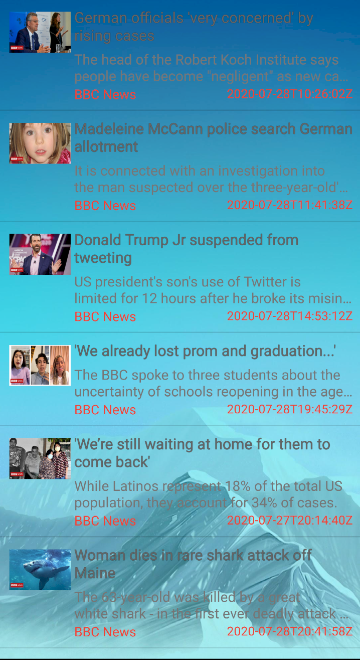 German officials 'very concerned' by
rising cases
The head of the Robert Koch Institute says
people have become "negligent" as new ca...
BBC News 2020-07-28T10:26:02Z
Madeleine McCann police search German
allotment
It is connected with an investigation into
the man suspected over the three-year-old'...
BBC News 2020-07-28T11:41:38Z
Donald Trump Jr suspended from
tweeting
US president's son's use of Twitter is
limited for 12 hours after he broke its misin...
BBC News 2020-07-28T14:53:12Z
'We already lost prom and graduation...'
The BBC spoke to three students about the
uncertainty of schools reopening in the age...
BBC News 2020-07-28T19:45:29Z
'We're still waiting at home for them to
come back'
While Latinos represent 18% of the total US
population, they account for 34% of cases.
BBC News 2020-07-27T20:14:40Z
Woman dies in rare shark attack off
Maine
The 63-year-old was killed by a great
white shark - in the first ever deadly attack ...
BBC News 2020-07-28T20:41:58Z